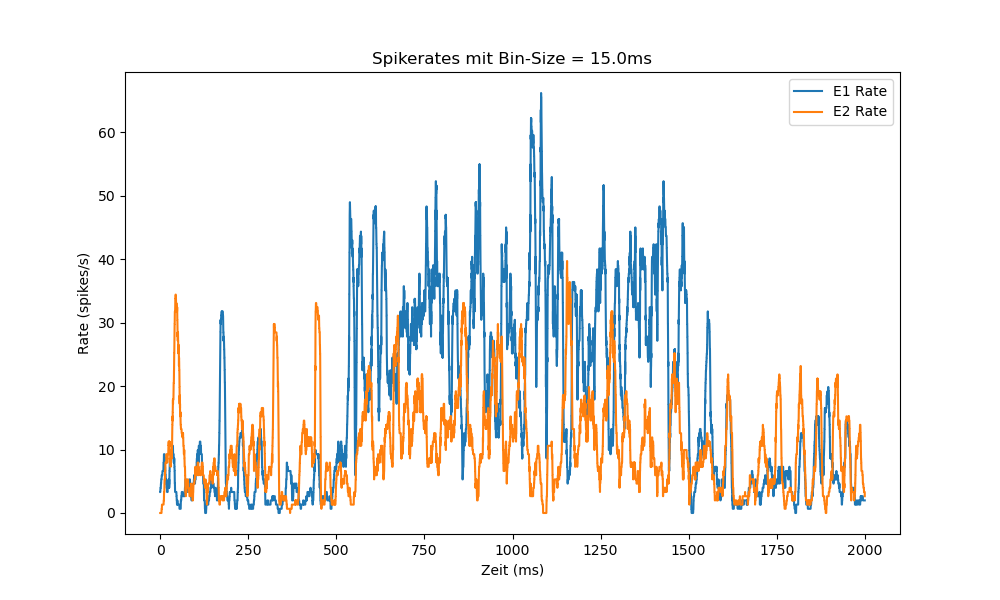 Spikerates mit Bin-Size = 15.0ms
E1 Rate
E2 Rate
Rate (spikes/s)
60
50
40
30
20
10
0
0 250 500 750 1000 1250 1500 1750 2000
Zeit (ms)